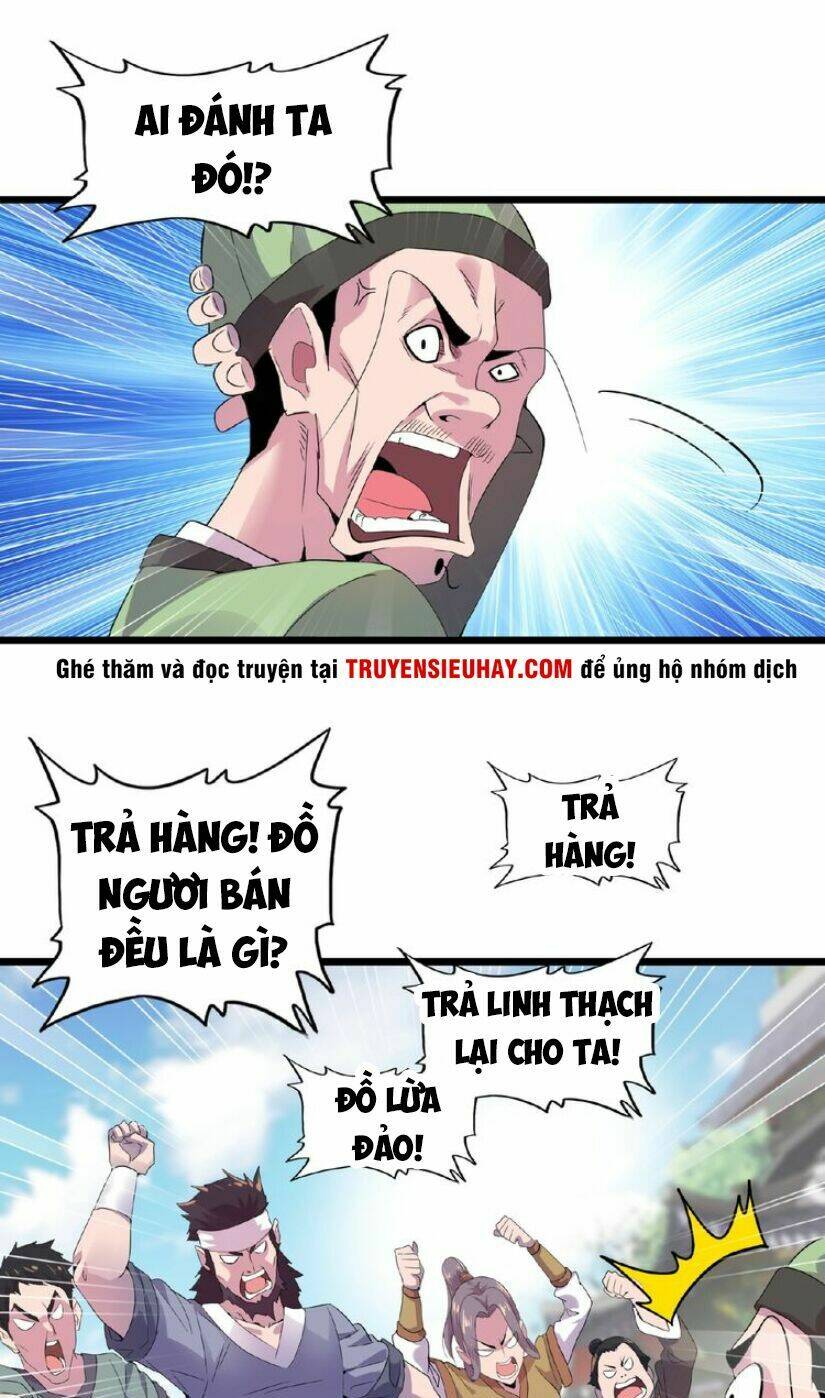 AI ĐÁNH TA
ĐÓ!?
Ghé thăm và đọc truyện tại TRUYENSIEUHAY.COM để ủng hộ nhóm dịch
TRẢ HÀNG! ĐỒ
NGƯƠI BÁN
ĐỀU LÀ GÌ?
TRẢ
HÀNG!
TRẢ LINH THẠCH
LẠI CHO TA!
ĐỒ LỪA
ĐẢO!